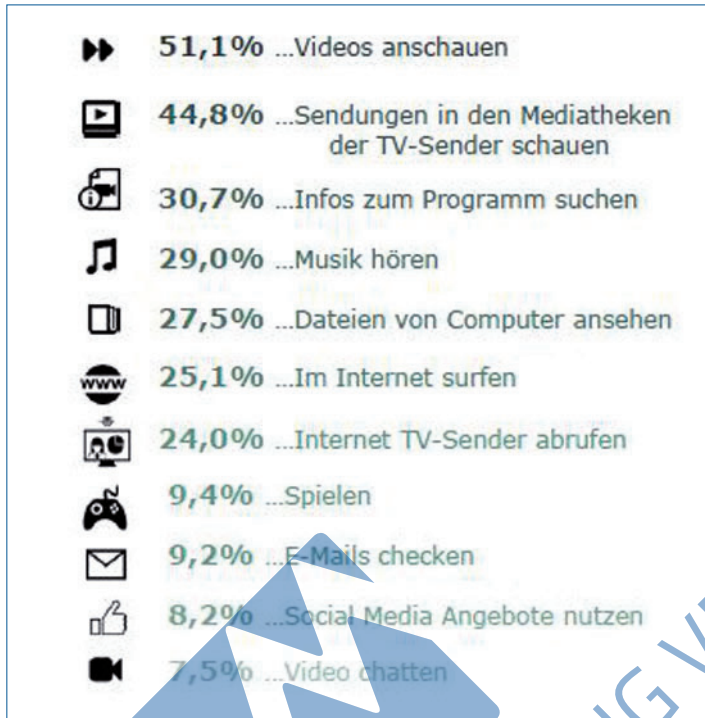 51,1% ...Videos anschauen
44,8% ...Sendungen in den Mediatheken
der TV-Sender schauen
30,7% ...Infos zum Programm suchen
29,0% ...Musik hören
27,5% ...Dateien von Computer ansehen
www 25,1% ...Im Internet surfen
24,0% ...Internet TV-Sender abrufen
9,4% ...Spielen
9,2% ...E-Mails checken
8,2% ...Social Media Angebote nutzen
7,5% ...Video chatten